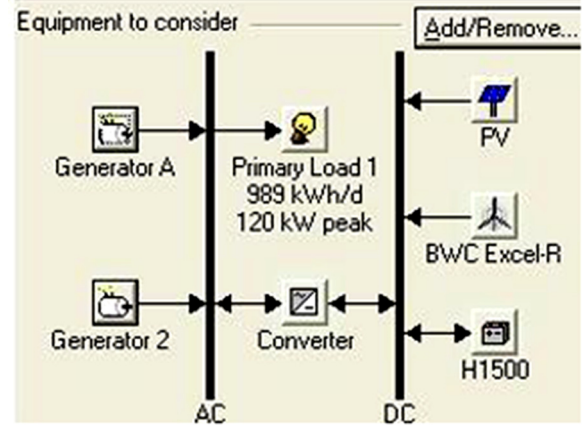 Equipment to consider
Add/Remove...
Generator A
Primary Load 1
989 kWh/d
120 kW peak
PV
BWC Excel-R
Generator 2
Converter
H1500
AC
DC